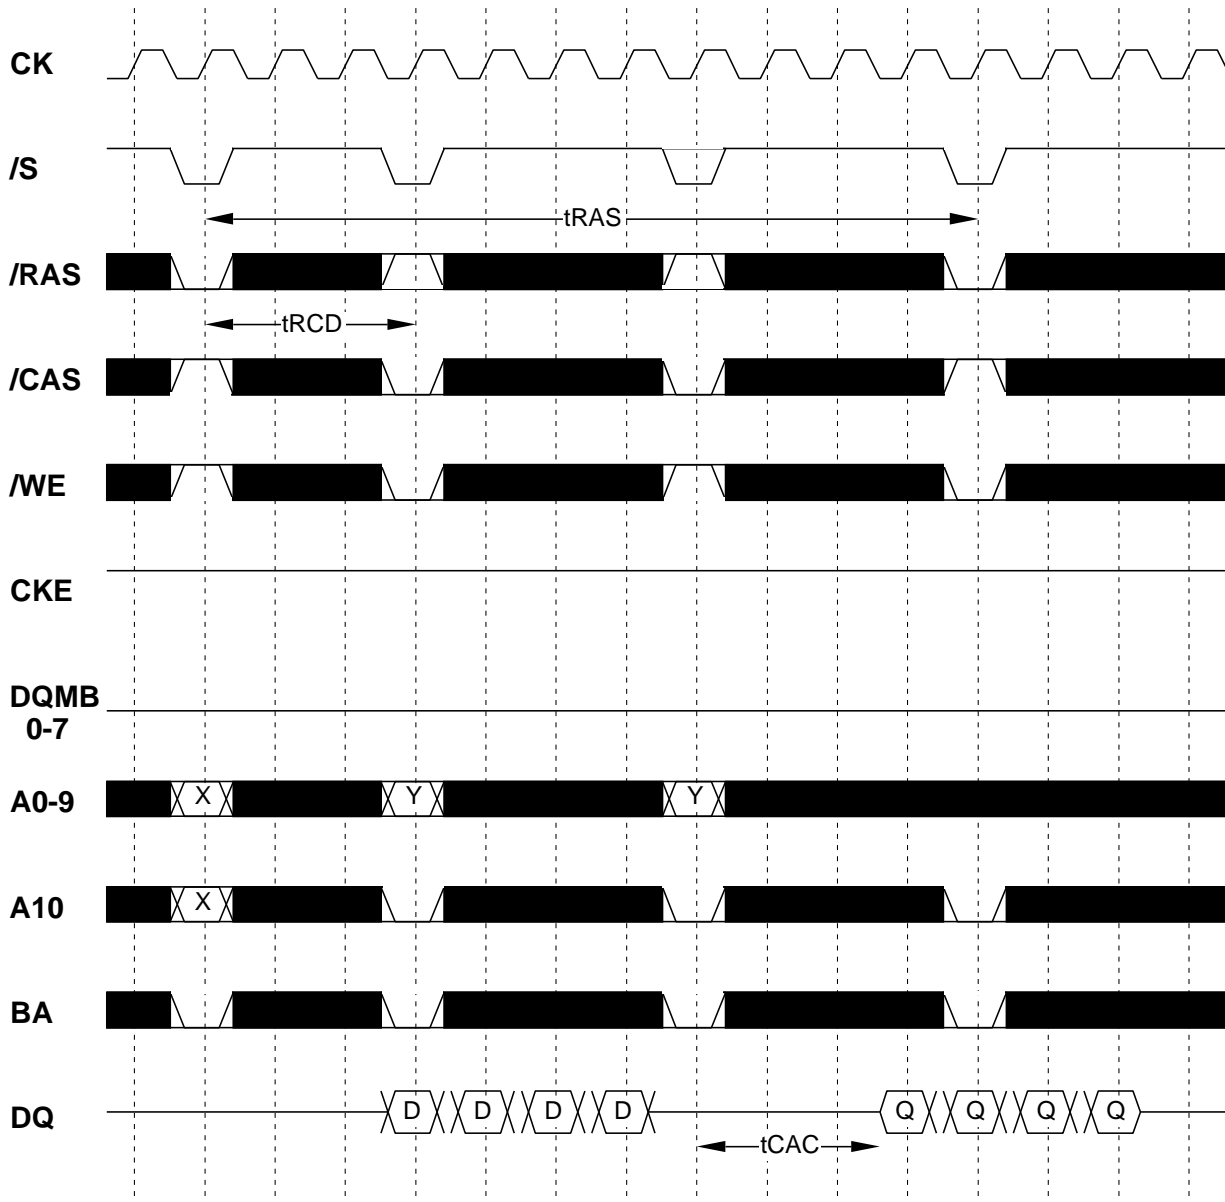 CK
/S
tRAS
/RAS
tRCD
/CAS
/WE
CKE
DQMB
0-7
A0-9 X Y Y
A10 X
BA
DQ D D D D Q Q Q Q
tCAC